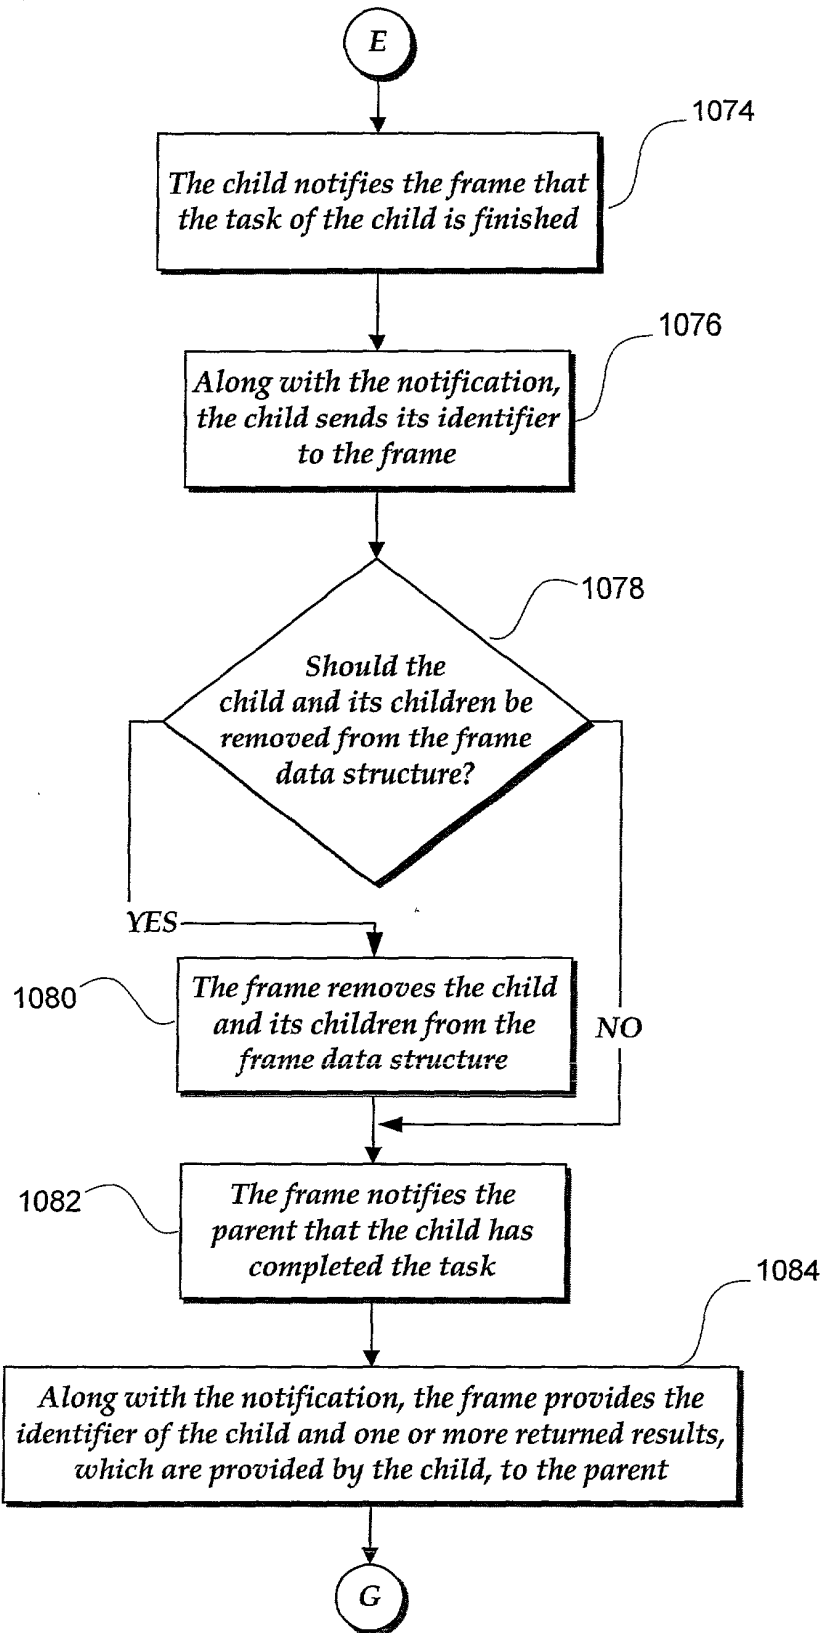 E
1074
The child notifies the frame that
the task of the child is finished
1076
Along with the notification,
the child sends its identifier
to the frame
1078
Should the
child and its children be
removed from the frame
data structure?
YES
1080
The frame removes the child
and its children from the
frame data structure
NO
1082
The frame notifies the
parent that the child has
completed the task
1084
Along with the notification, the frame provides the
identifier of the child and one or more returned results,
which are provided by the child, to the parent
G